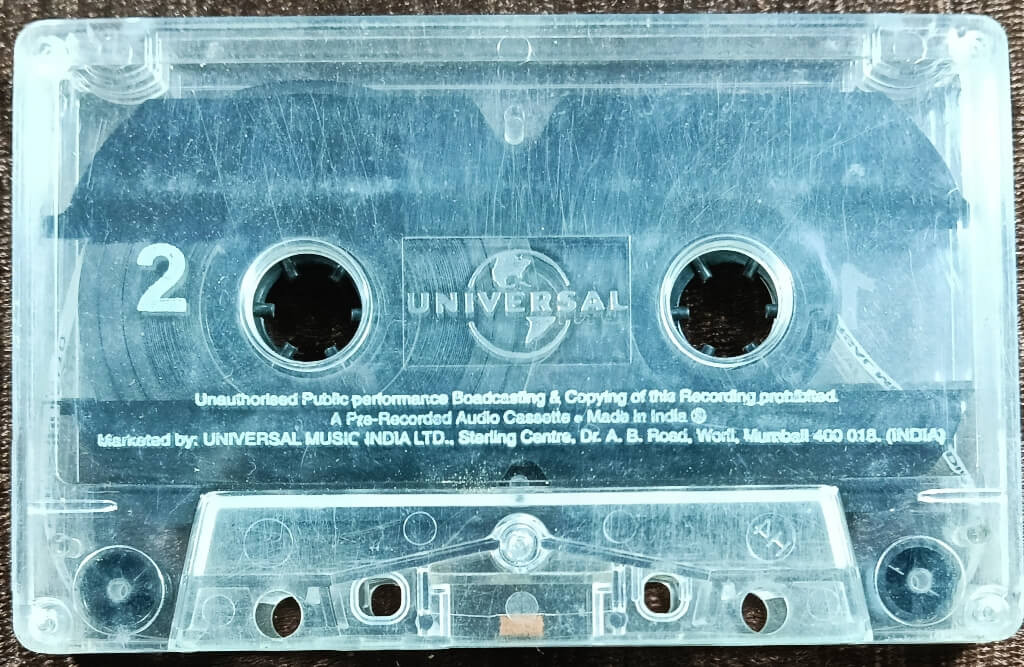 2
UNIVERSAL
Unauthorised Public performance Boadcasting & Copying of this Recording prohibited.
A Pre-Recorded Audio Cassette • Made in India ©
Marketed by: UNIVERSAL MUSIC INDIA LTD., Sterling Centre, Dr. A. B. Road, Worli, Mumbai 400 018. (INDIA)